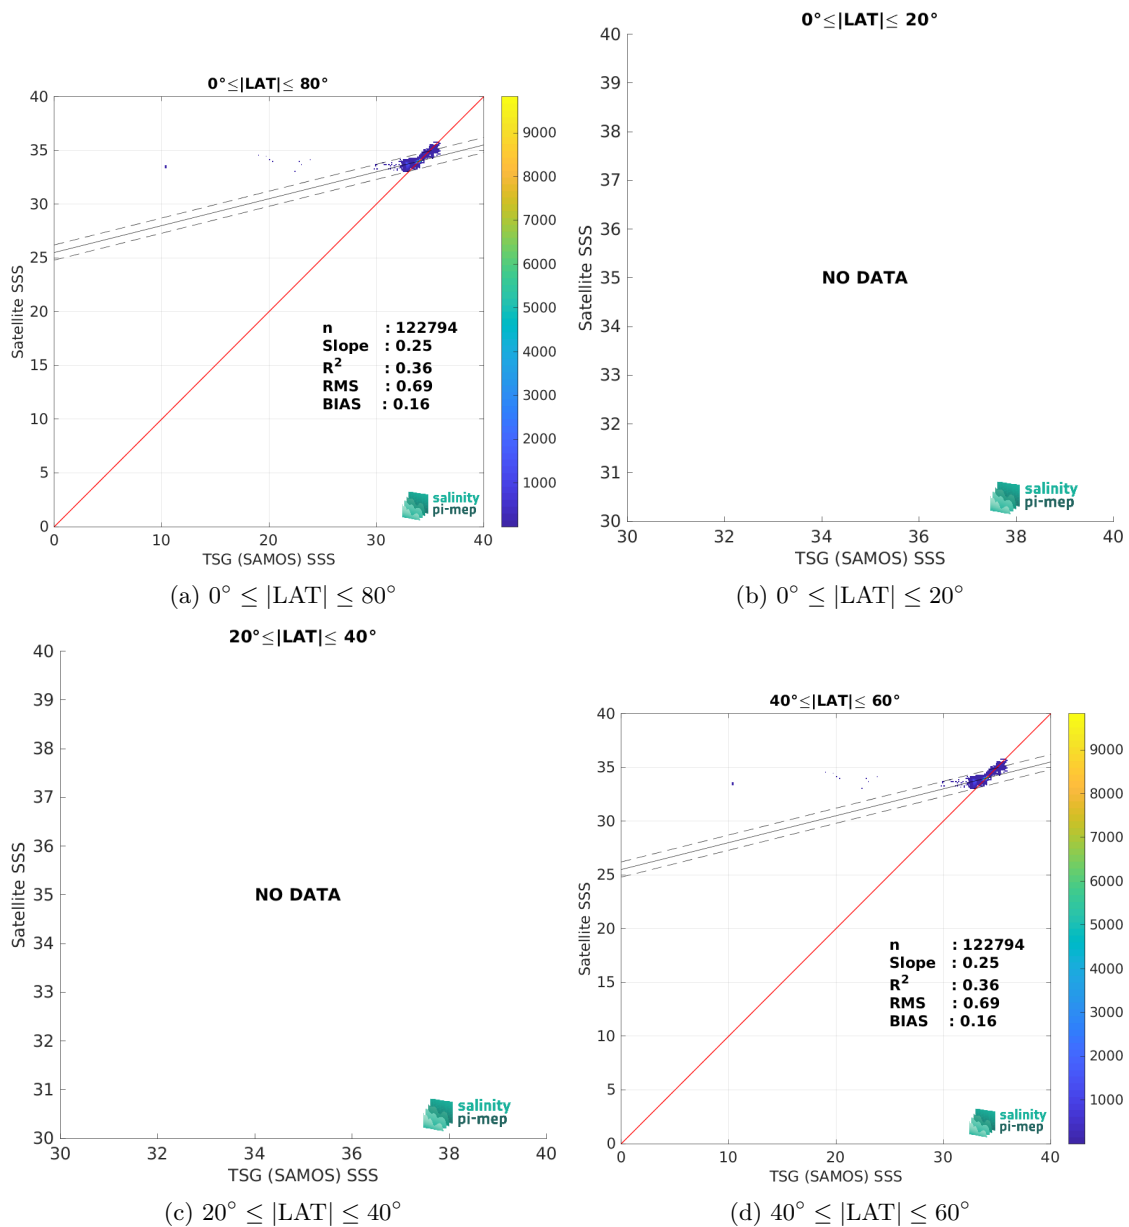 0°≤|LAT|≤ 80°
40
35
30
25
20
15
10
5
0
0
10
20
30
40
Satellite SSS
TSG (SAMOS) SSS
n : 122794
Slope : 0.25
R² : 0.36
RMS : 0.69
BIAS : 0.16
salinity
pi-mep
9000
8000
7000
6000
5000
4000
3000
2000
1000
(a) 0° ≤ |LAT| ≤ 80°
0°≤|LAT|≤ 20°
40
39
38
37
36
35
34
33
32
31
30
30
32
34
36
38
40
Satellite SSS
TSG (SAMOS) SSS
NO DATA
salinity
pi-mep
(b) 0° ≤ |LAT| ≤ 20°
20°≤|LAT|≤ 40°
40
39
38
37
36
35
34
33
32
31
30
30
32
34
36
38
40
Satellite SSS
TSG (SAMOS) SSS
NO DATA
salinity
pi-mep
(c) 20° ≤ |LAT| ≤ 40°
40°≤|LAT|≤ 60°
40
35
30
25
20
15
10
5
0
0
10
20
30
40
Satellite SSS
TSG (SAMOS) SSS
n : 122794
Slope : 0.25
R² : 0.36
RMS : 0.69
BIAS : 0.16
salinity
pi-mep
9000
8000
7000
6000
5000
4000
3000
2000
1000
(d) 40° ≤ |LAT| ≤ 60°